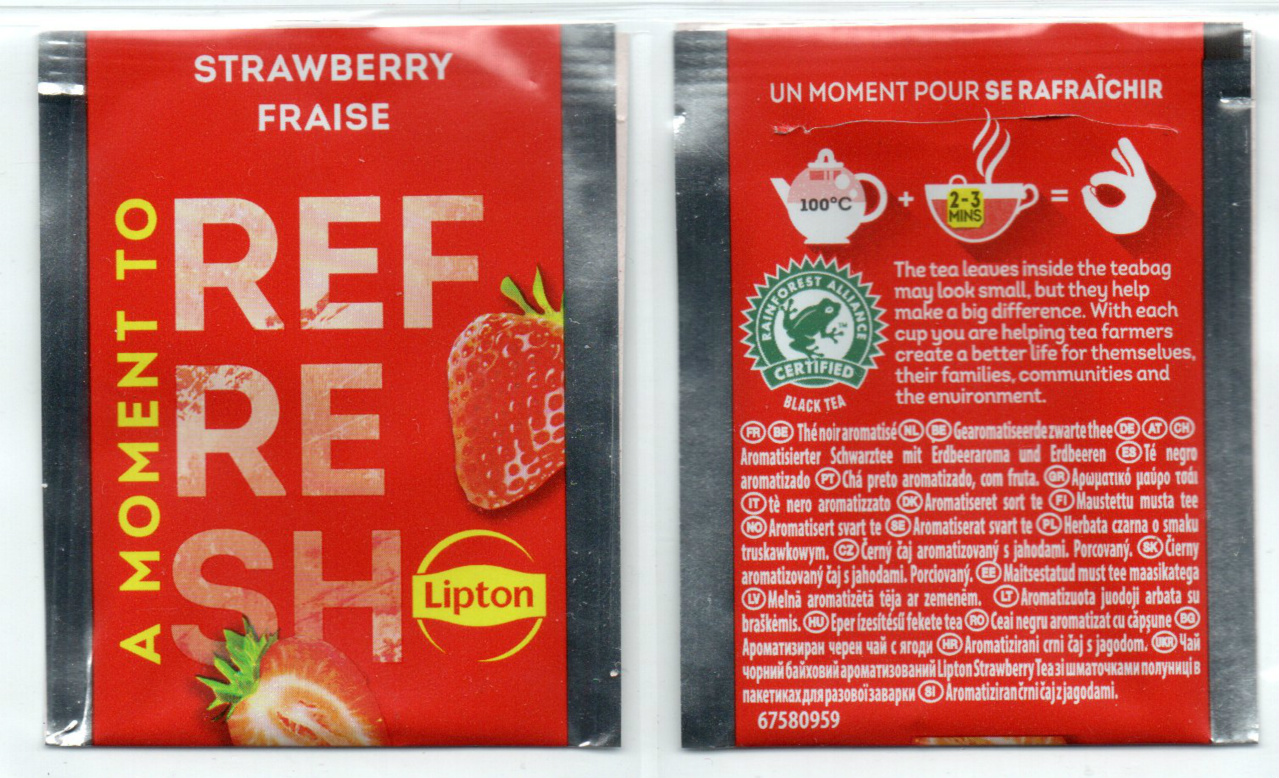 STRAWBERRY
FRAISE
A MOMENT TO
REF
RE
SH
Lipton
UN MOMENT POUR SE RAFRAÎCHIR
100°C
+
2-3
MINS
=
RAINFOREST ALLIANCE
CERTIFIED
TM
BLACK TEA
The tea leaves inside the teabag
may look small, but they help
make a big difference. With each
cup you are helping tea farmers
create a better life for themselves,
their families, communities and
the environment.
FR BE Thé noir aromatisé NL BE Gearomatiseerde zwarte thee DE AT CH
Aromatisierter Schwarztee mit Erdbeeraroma und Erdbeeren ES Té negro
aromatizado PT Chá preto aromatizado, com fruta. GR Αρωματικό μαύρο τσάι
IT tè nero aromatizzato DK Aromatiseret sort te FI Maustettu musta tee
NO Aromatisert svart te SE Aromatiserat svart te PL Herbata czarna o smaku
truskawkowym. CZ Černý čaj aromatizovaný s jahodami. Porcovaný. SK Čierny
aromatizovaný čaj s jahodami. Porciovaný. EE Maitsestatud must tee maasikatega
LV Melnā aromatizētā tēja ar zemenēm. LT Aromatizuota juodoji arbata su
braškėmis. HU Eper ízesítésű fekete tea RO Ceai negru aromatizat cu căpşune BG
Ароматизиран черен чай с ягоди HR Aromatizirani crni čaj s jagodom. UKR Чай
чорний байховий ароматизований Lipton Strawberry Tea зі шматочками полуниці в
пакетиках для разової заварки SI Aromatiziran črni čaj z jagodami.
67580959